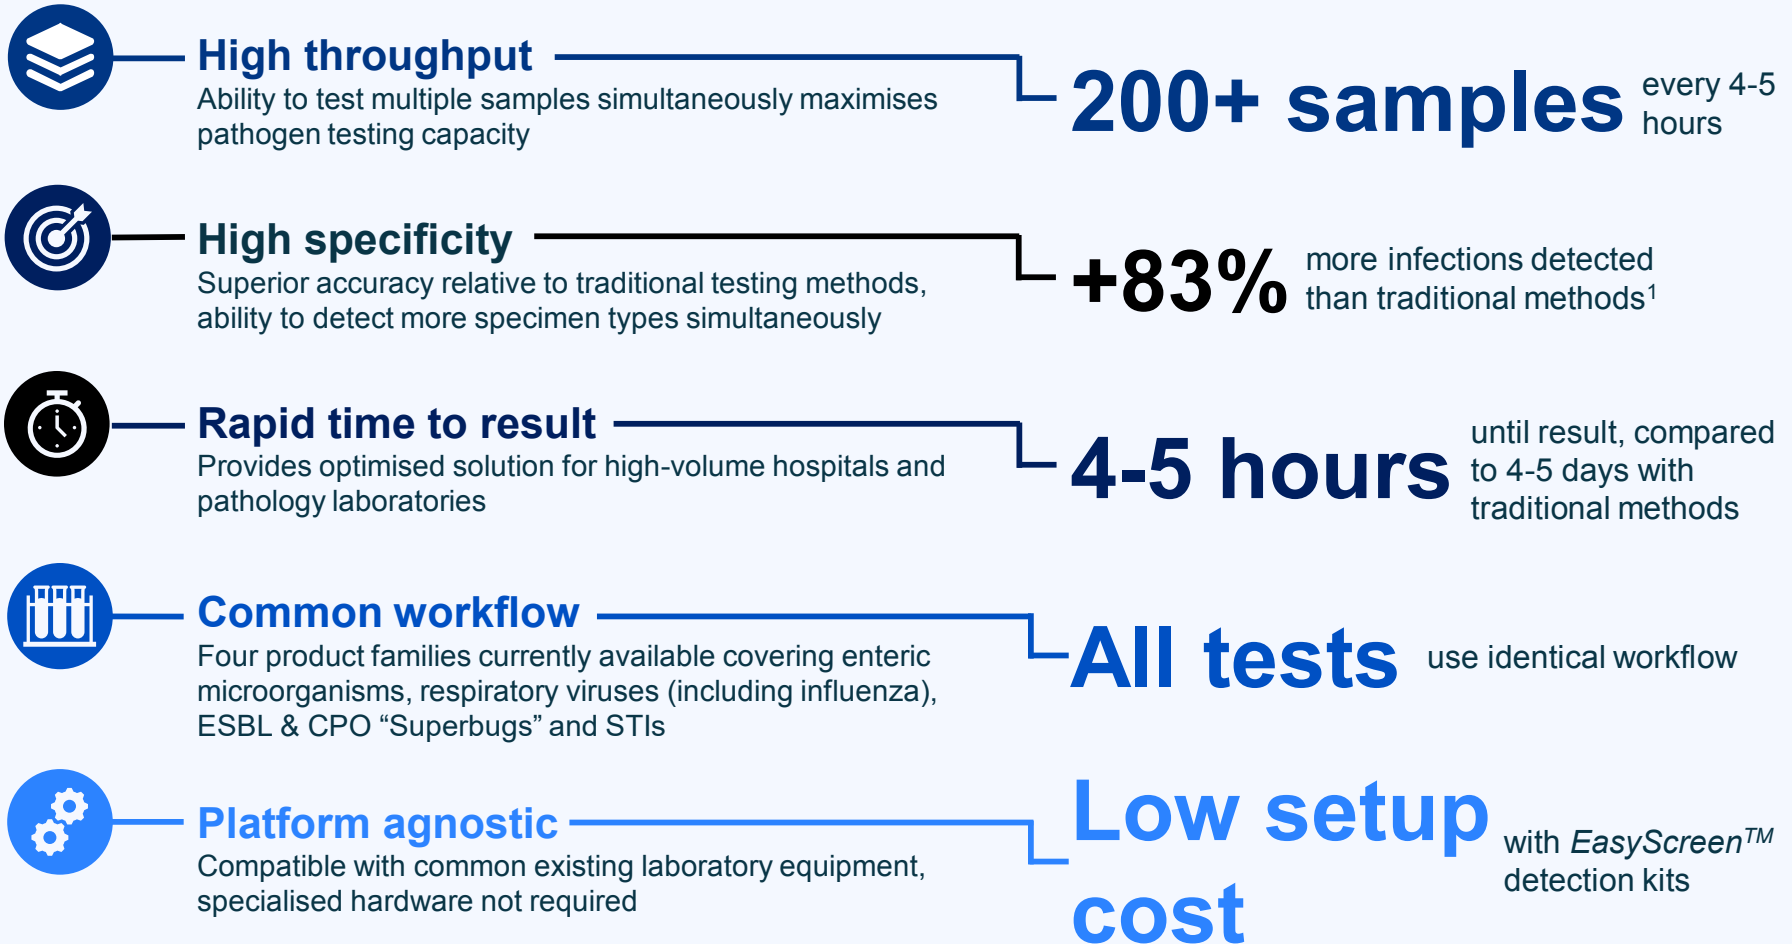 High throughput
Ability to test multiple samples simultaneously maximises
pathogen testing capacity
200+ samples
every 4-5
hours
High specificity
Superior accuracy relative to traditional testing methods,
ability to detect more specimen types simultaneously
+83%
more infections detected
than traditional methods¹
Rapid time to result
Provides optimised solution for high-volume hospitals and
pathology laboratories
4-5 hours
until result, compared
to 4-5 days with
traditional methods
Common workflow
Four product families currently available covering enteric
microorganisms, respiratory viruses (including influenza),
ESBL & CPO “Superbugs” and STIs
All tests
use identical workflow
Platform agnostic
Compatible with common existing laboratory equipment,
specialised hardware not required
Low setup
cost
with EasyScreen™
detection kits